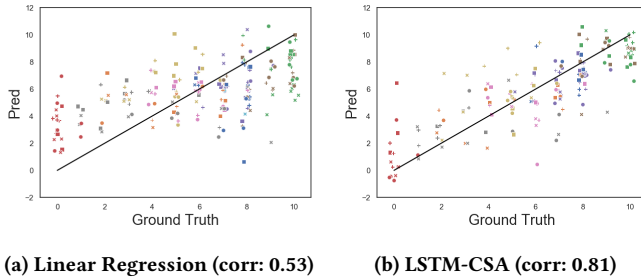 12
10
8
6
4
2
0
−2
Pred
0 2 4 6 8 10
Ground Truth
(a) Linear Regression (corr: 0.53)
12
10
8
6
4
2
0
−2
Pred
0 2 4 6 8 10
Ground Truth
(b) LSTM-CSA (corr: 0.81)